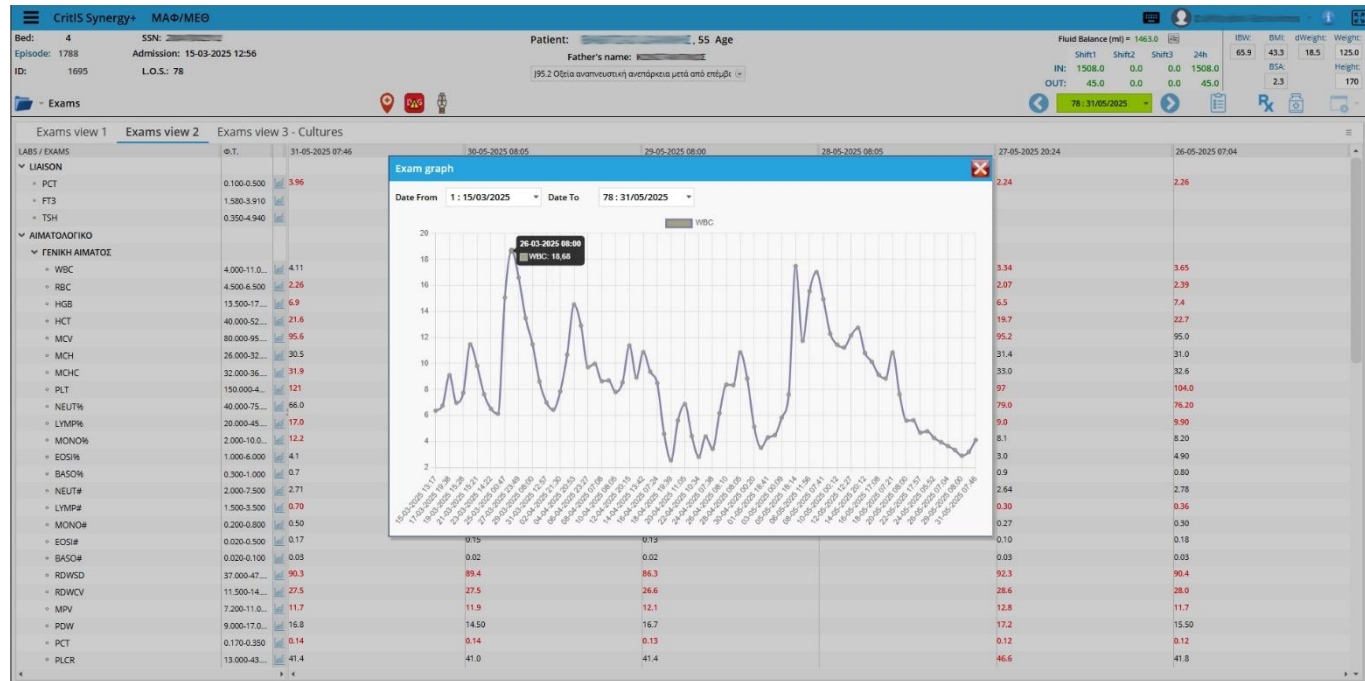 CritIS Synergy+ ΜΑΦ/ΜΕΘ
Bed: 4 SSN:
Episode: 1788 Admission: 15-03-2025 12:56
ID: 1695 L.O.S.: 78
Patient: , 55 Age
Father's name:
J95.2 Οξεία αναπνευστική ανεπάρκεια μετά από επέμβι
Fluid Balance (ml) = 1463.0
Shift1 Shift2 Shift3 24h
IN: 1508.0 0.0 0.0 1508.0
OUT: 45.0 0.0 0.0 45.0
IBW: BMI: dWeight: Weight:
65.9 43.3 18.5 125.0
BSA: Height:
2.3 170
Exams
78 : 31/05/2025
Exams view 1 Exams view 2 Exams view 3 - Cultures
LABS / EXAMS Φ.Τ. 31-05-2025 07:46 30-05-2025 08:05 29-05-2025 08:00 28-05-2025 08:05 27-05-2025 20:24 26-05-2025 07:04
LIAISON
PCT 0.100-0.500 3.96 2.24 2.26
FT3 1.580-3.910
TSH 0.350-4.940
ΑΙΜΑΤΟΛΟΓΙΚΟ
ΓΕΝΙΚΗ ΑΙΜΑΤΟΣ
WBC 4.000-11.0... 4.11 3.34 3.65
RBC 4.500-6.500 2.26 2.07 2.39
HGB 13.500-17.... 6.9 6.5 7.4
HCT 40.000-52.... 21.6 19.7 22.7
MCV 80.000-95.... 95.6 95.2 95.0
MCH 26.000-32.... 30.5 31.4 31.0
MCHC 32.000-36.... 31.9 33.0 32.6
PLT 150.000-4... 121 97 104.0
NEUT% 40.000-75.... 66.0 79.0 76.20
LYMP% 20.000-45.... 17.0 9.0 9.90
MONO% 2.000-10.0... 12.2 8.1 8.20
EOSI% 1.000-6.000 4.1 3.0 4.90
BASO% 0.300-1.000 0.7 0.9 0.80
NEUT# 2.000-7.500 2.71 2.64 2.78
LYMP# 1.500-3.500 0.70 0.30 0.36
MONO# 0.200-0.800 0.50 0.27 0.30
EOSI# 0.020-0.500 0.17 0.15 0.13 0.10 0.18
BASO# 0.020-0.100 0.03 0.02 0.02 0.03 0.03
RDWSD 37.000-47.... 90.3 89.4 86.3 92.3 90.4
RDWCV 11.500-14.... 27.5 27.5 26.6 28.6 28.0
MPV 7.200-11.0... 11.7 11.9 12.1 12.8 11.7
PDW 9.000-17.0... 16.8 14.50 16.7 17.2 15.50
PCT 0.170-0.350 0.14 0.14 0.13 0.12 0.12
PLCR 13.000-43.... 41.4 41.0 41.4 46.6 41.8
Exam graph
Date From 1 : 15/03/2025 Date To 78 : 31/05/2025
WBC
26-03-2025 08:00
WBC: 18,68
20
18
16
14
12
10
8
6
4
2